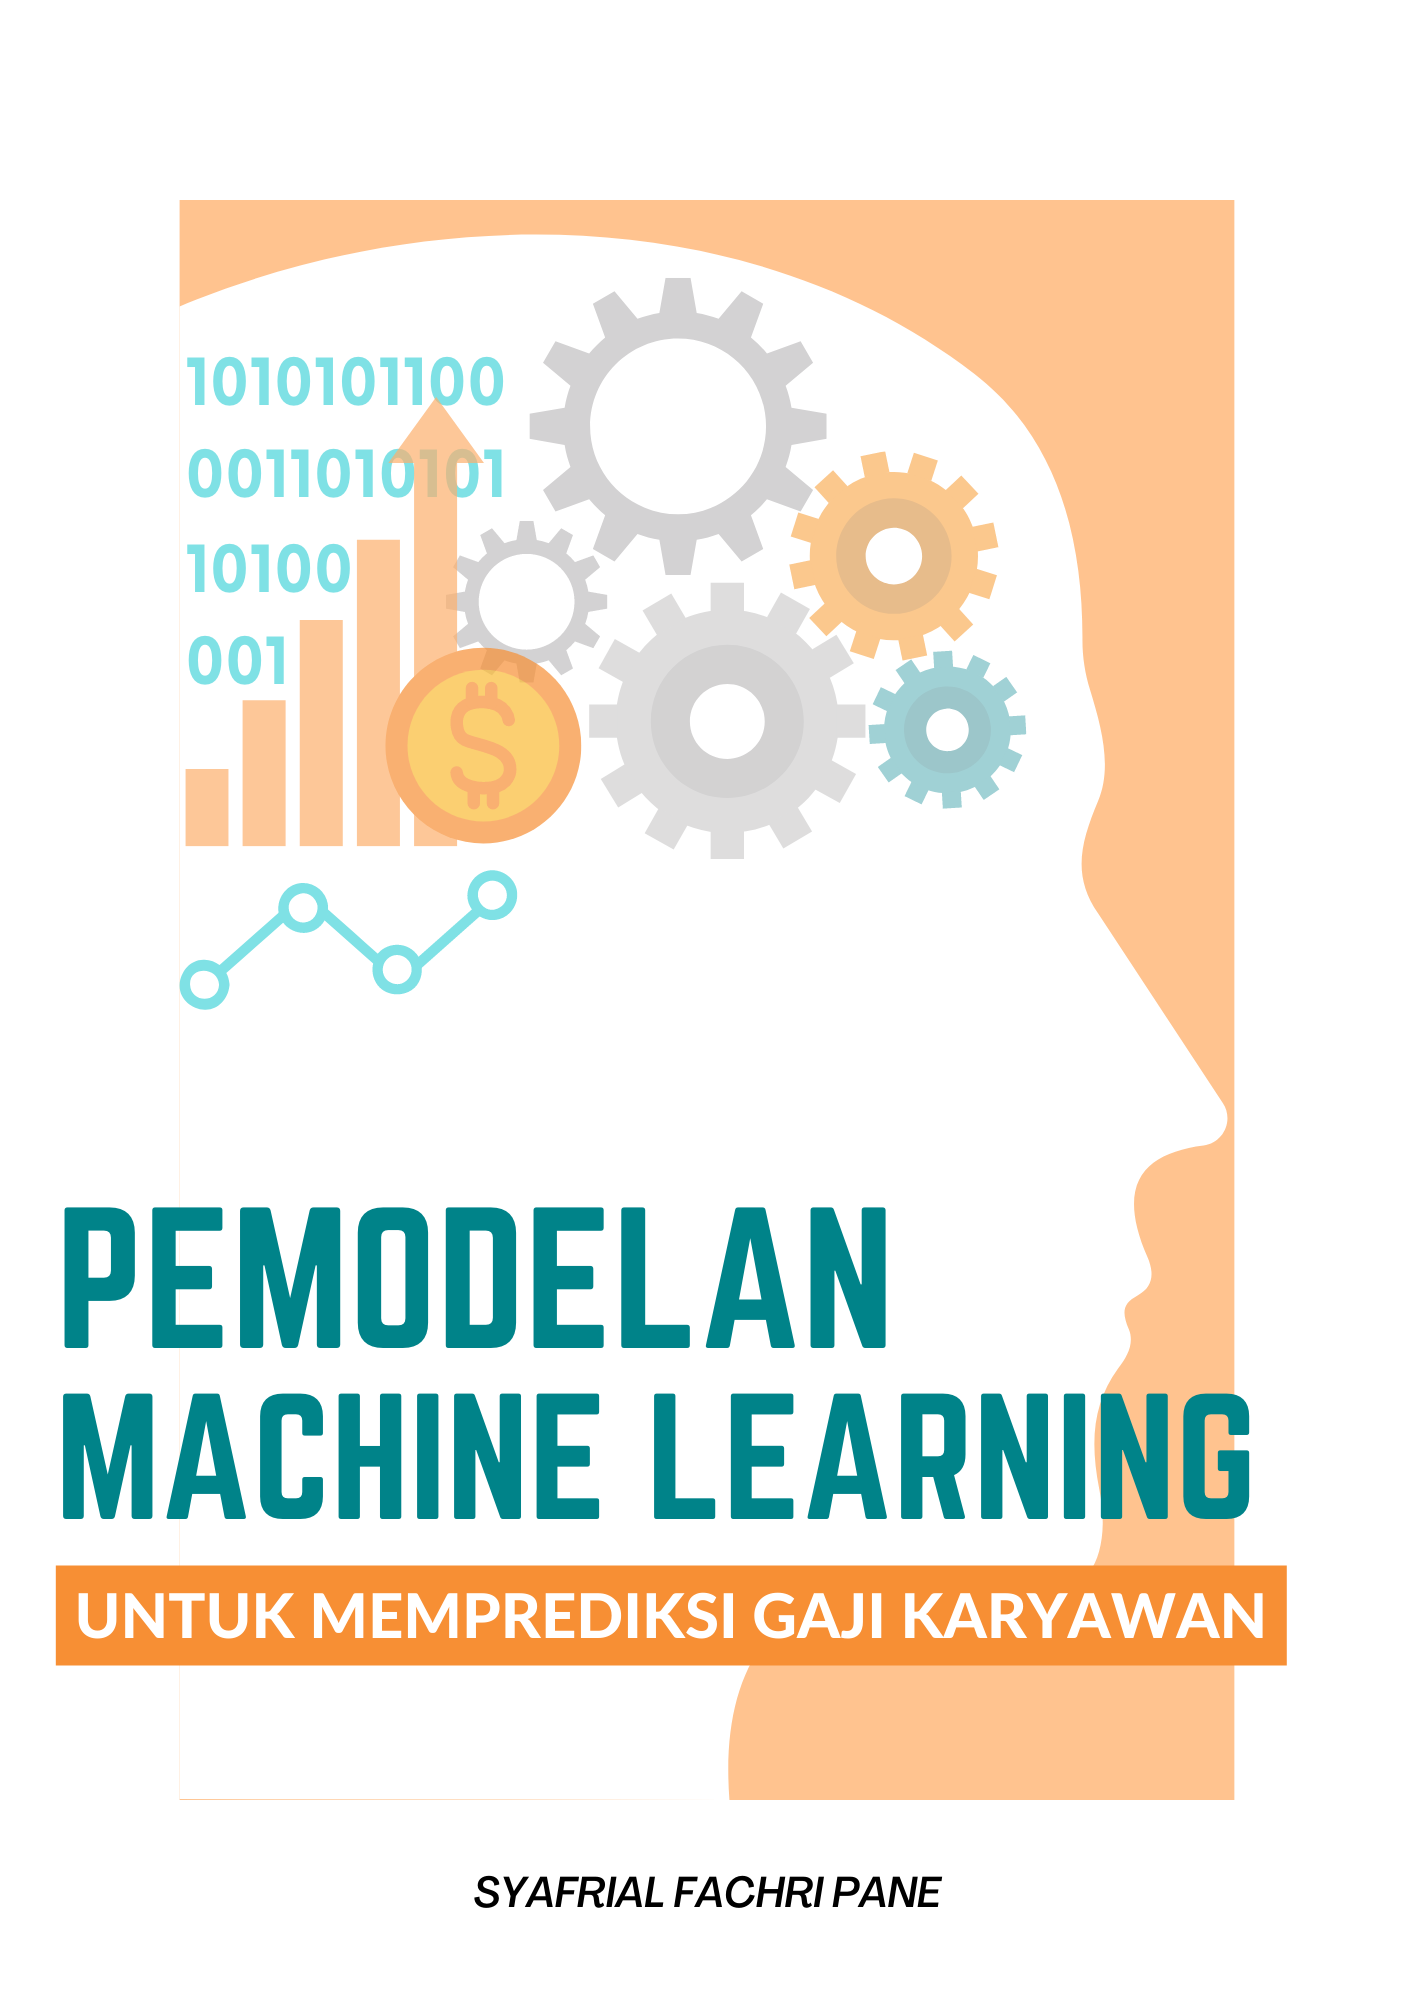 1010101100
0011010101
10100
001
$
PEMODELAN
MACHINE LEARNING
UNTUK MEMPREDIKSI GAJI KARYAWAN
SYAFRIAL FACHRI PANE